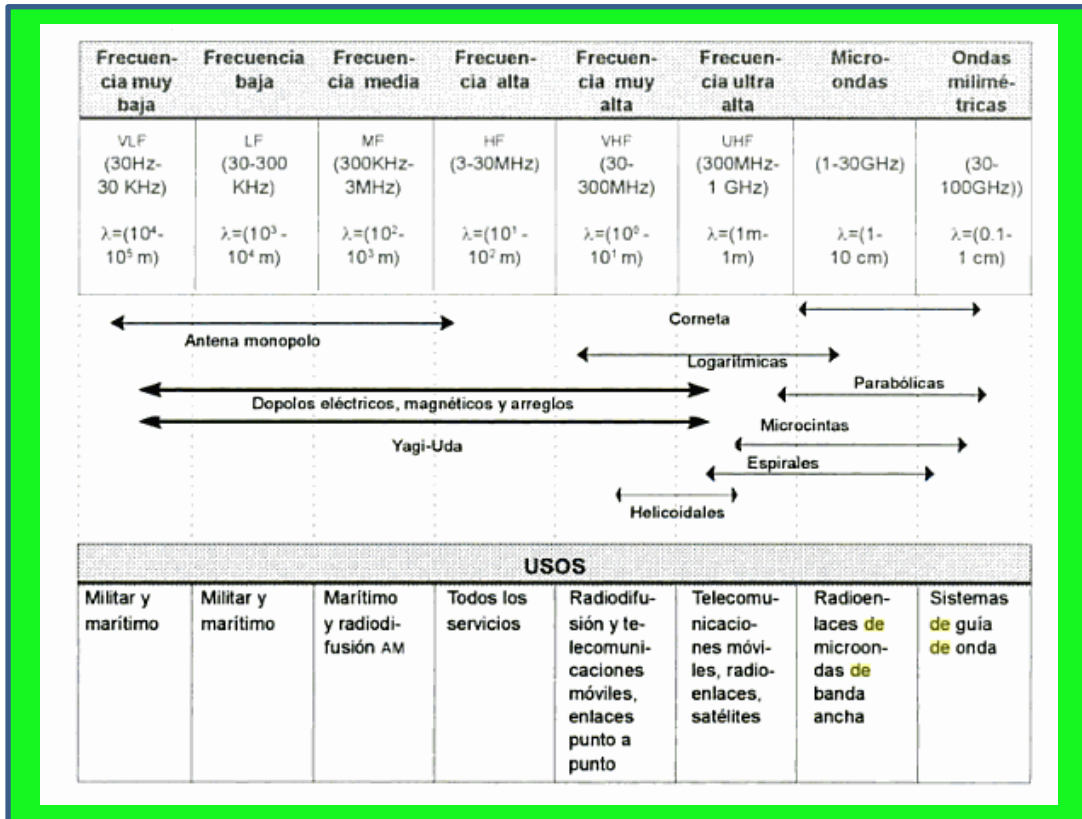 Frecuen-
cia muy
baja
Frecuencia
baja
Frecuen-
cia media
Frecuen-
cia alta
Frecuen-
cia muy
alta
Frecuen-
cia ultra
alta
Micro-
ondas
Ondas
milimé-
tricas
VLF
(30Hz-
30 KHz)
λ=(10⁴-
10⁵ m)
LF
(30-300
KHz)
λ=(10³ -
10⁴ m)
MF
(300KHz-
3MHz)
λ=(10²-
10³ m)
HF
(3-30MHz)
λ=(10¹ -
10² m)
VHF
(30-
300MHz)
λ=(10⁰ -
10¹ m)
UHF
(300MHz-
1 GHz)
λ=(1m-
1m)
(1-30GHz)
λ=(1-
10 cm)
(30-
100GHz))
λ=(0.1-
1 cm)
Corneta
Antena monopolo
Logarítmicas
Parabólicas
Dopolos eléctricos, magnéticos y arreglos
Microcintas
Yagi-Uda
Espirales
Helicoidales
USOS
Militar y
marítimo
Militar y
marítimo
Marítimo
y radiodi-
fusión AM
Todos los
servicios
Radiodifu-
sión y te-
lecomuni-
caciones
móviles,
enlaces
punto a
punto
Telecomu-
nicacio-
nes móvi-
les, radio-
enlaces,
satélites
Radioen-
laces de
microon-
das de
banda
ancha
Sistemas
de guía
de onda